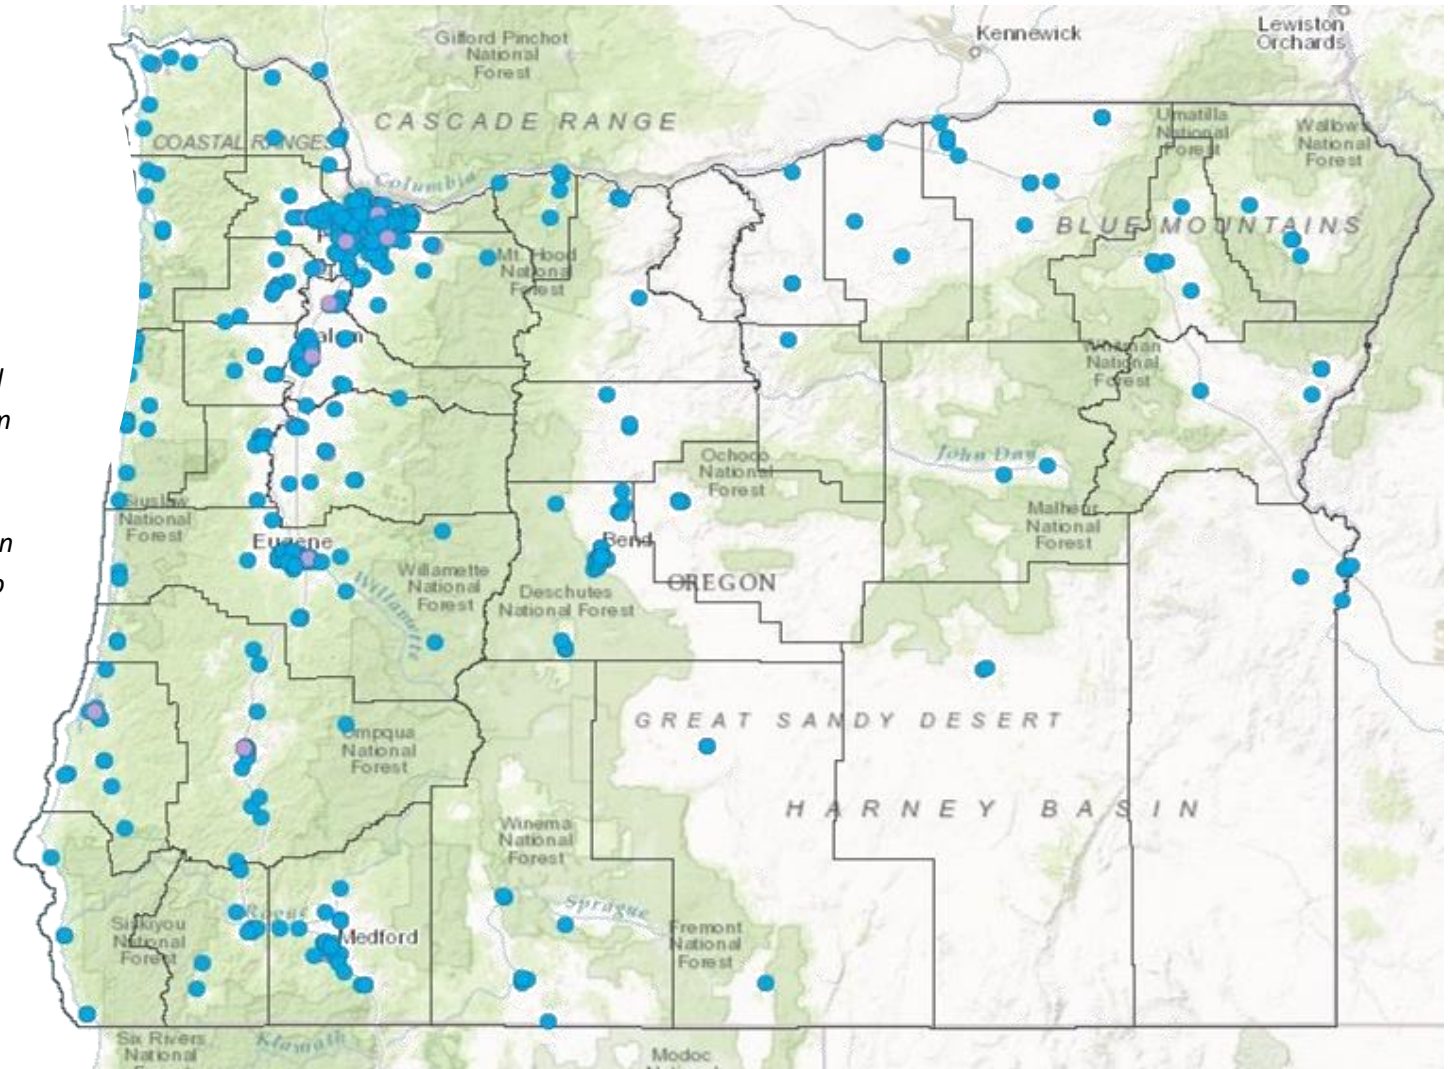 Kennewick
Lewiston
Orchards
Gifford Pinchot
National
Forest
CASCADE RANGE
COASTAL RANGES
Umatilla
National
Forest
Wallowa
National
Forest
Columbia
BLUE MOUNTAINS
Mt. Hood
National
Forest
National
Forest
John Day
Ochoco
National
Forest
Siuslaw
National
Forest
Malheur
National
Forest
Eugene
Bend
Willamette
Willamette
National
Forest
Deschutes
National Forest
OREGON
GREAT SANDY DESERT
Umpqua
National
Forest
HARNEY BASIN
Winema
National
Forest
Rogue
Sprague
Siskiyou
National
Forest
Medford
Fremont
National
Forest
Six Rivers
National
Klamath
Modoc